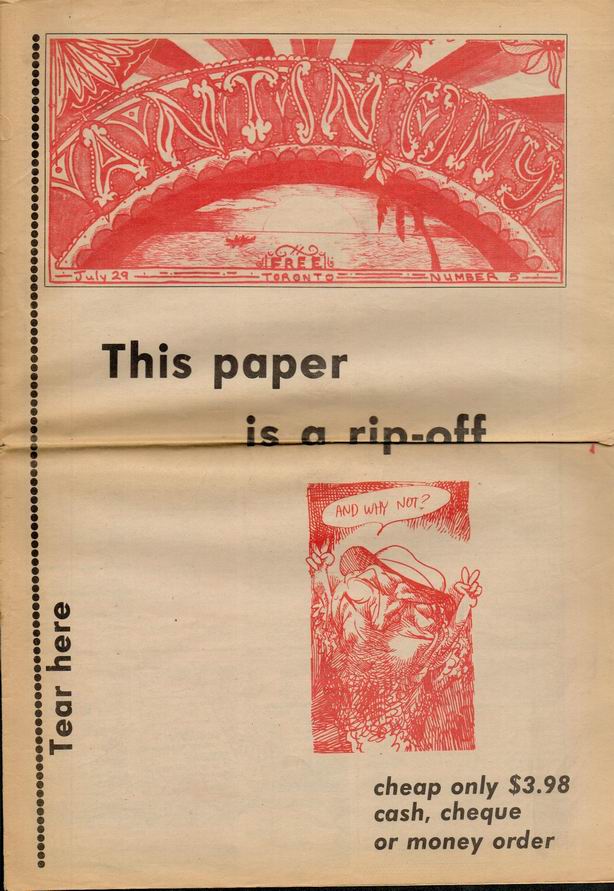 ANTINOMY
FREE
July 29 TORONTO NUMBER 5
This paper
is a rip-off
AND WHY NOT?
Tear here
cheap only $3.98
cash, cheque
or money order